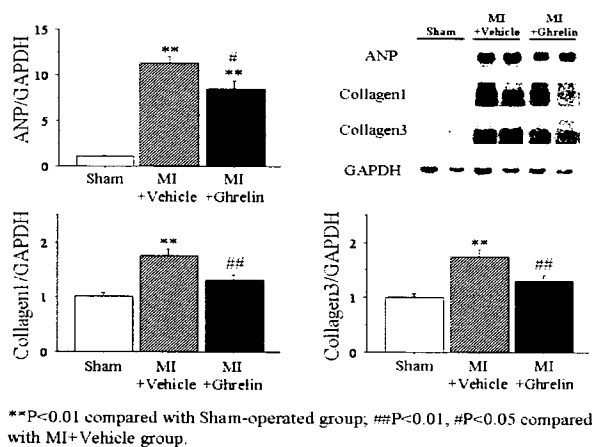 15
10
5
0
ANP/GAPDH
**
#
**
Sham
MI
+Vehicle
MI
+Ghrelin
Sham
MI
+Vehicle
MI
+Ghrelin
ANP
Collagen1
Collagen3
GAPDH
2
1
0
Collagen1/GAPDH
**
##
Sham
MI
+Vehicle
MI
+Ghrelin
2
1
0
Collagen3/GAPDH
**
##
Sham
MI
+Vehicle
MI
+Ghrelin
**P<0.01 compared with Sham-operated group; ##P<0.01, #P<0.05 compared
with MI+Vehicle group.